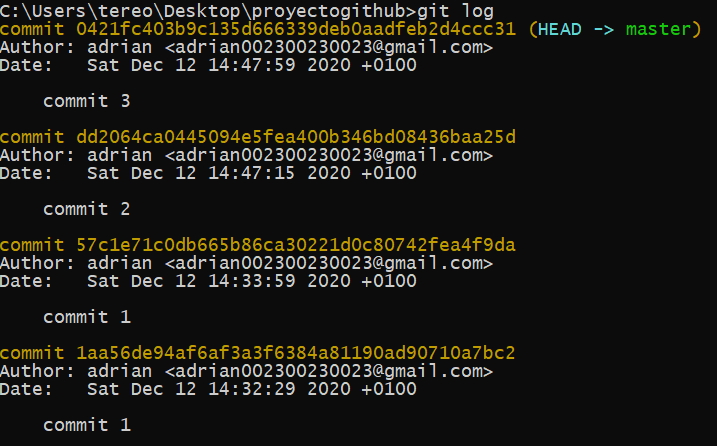 C:\Users\tereo\Desktop\proyectogithub>git log
commit 0421fc403b9c135d666339deb0aadfeb2d4ccc31 (HEAD -> master)
Author: adrian <adrian002300230023@gmail.com>
Date:   Sat Dec 12 14:47:59 2020 +0100
    commit 3
commit dd2064ca0445094e5fea400b346bd08436baa25d
Author: adrian <adrian002300230023@gmail.com>
Date:   Sat Dec 12 14:47:15 2020 +0100
    commit 2
commit 57c1e71c0db665b86ca30221d0c80742fea4f9da
Author: adrian <adrian002300230023@gmail.com>
Date:   Sat Dec 12 14:33:59 2020 +0100
    commit 1
commit 1aa56de94af6af3a3f6384a81190ad90710a7bc2
Author: adrian <adrian002300230023@gmail.com>
Date:   Sat Dec 12 14:32:29 2020 +0100
    commit 1